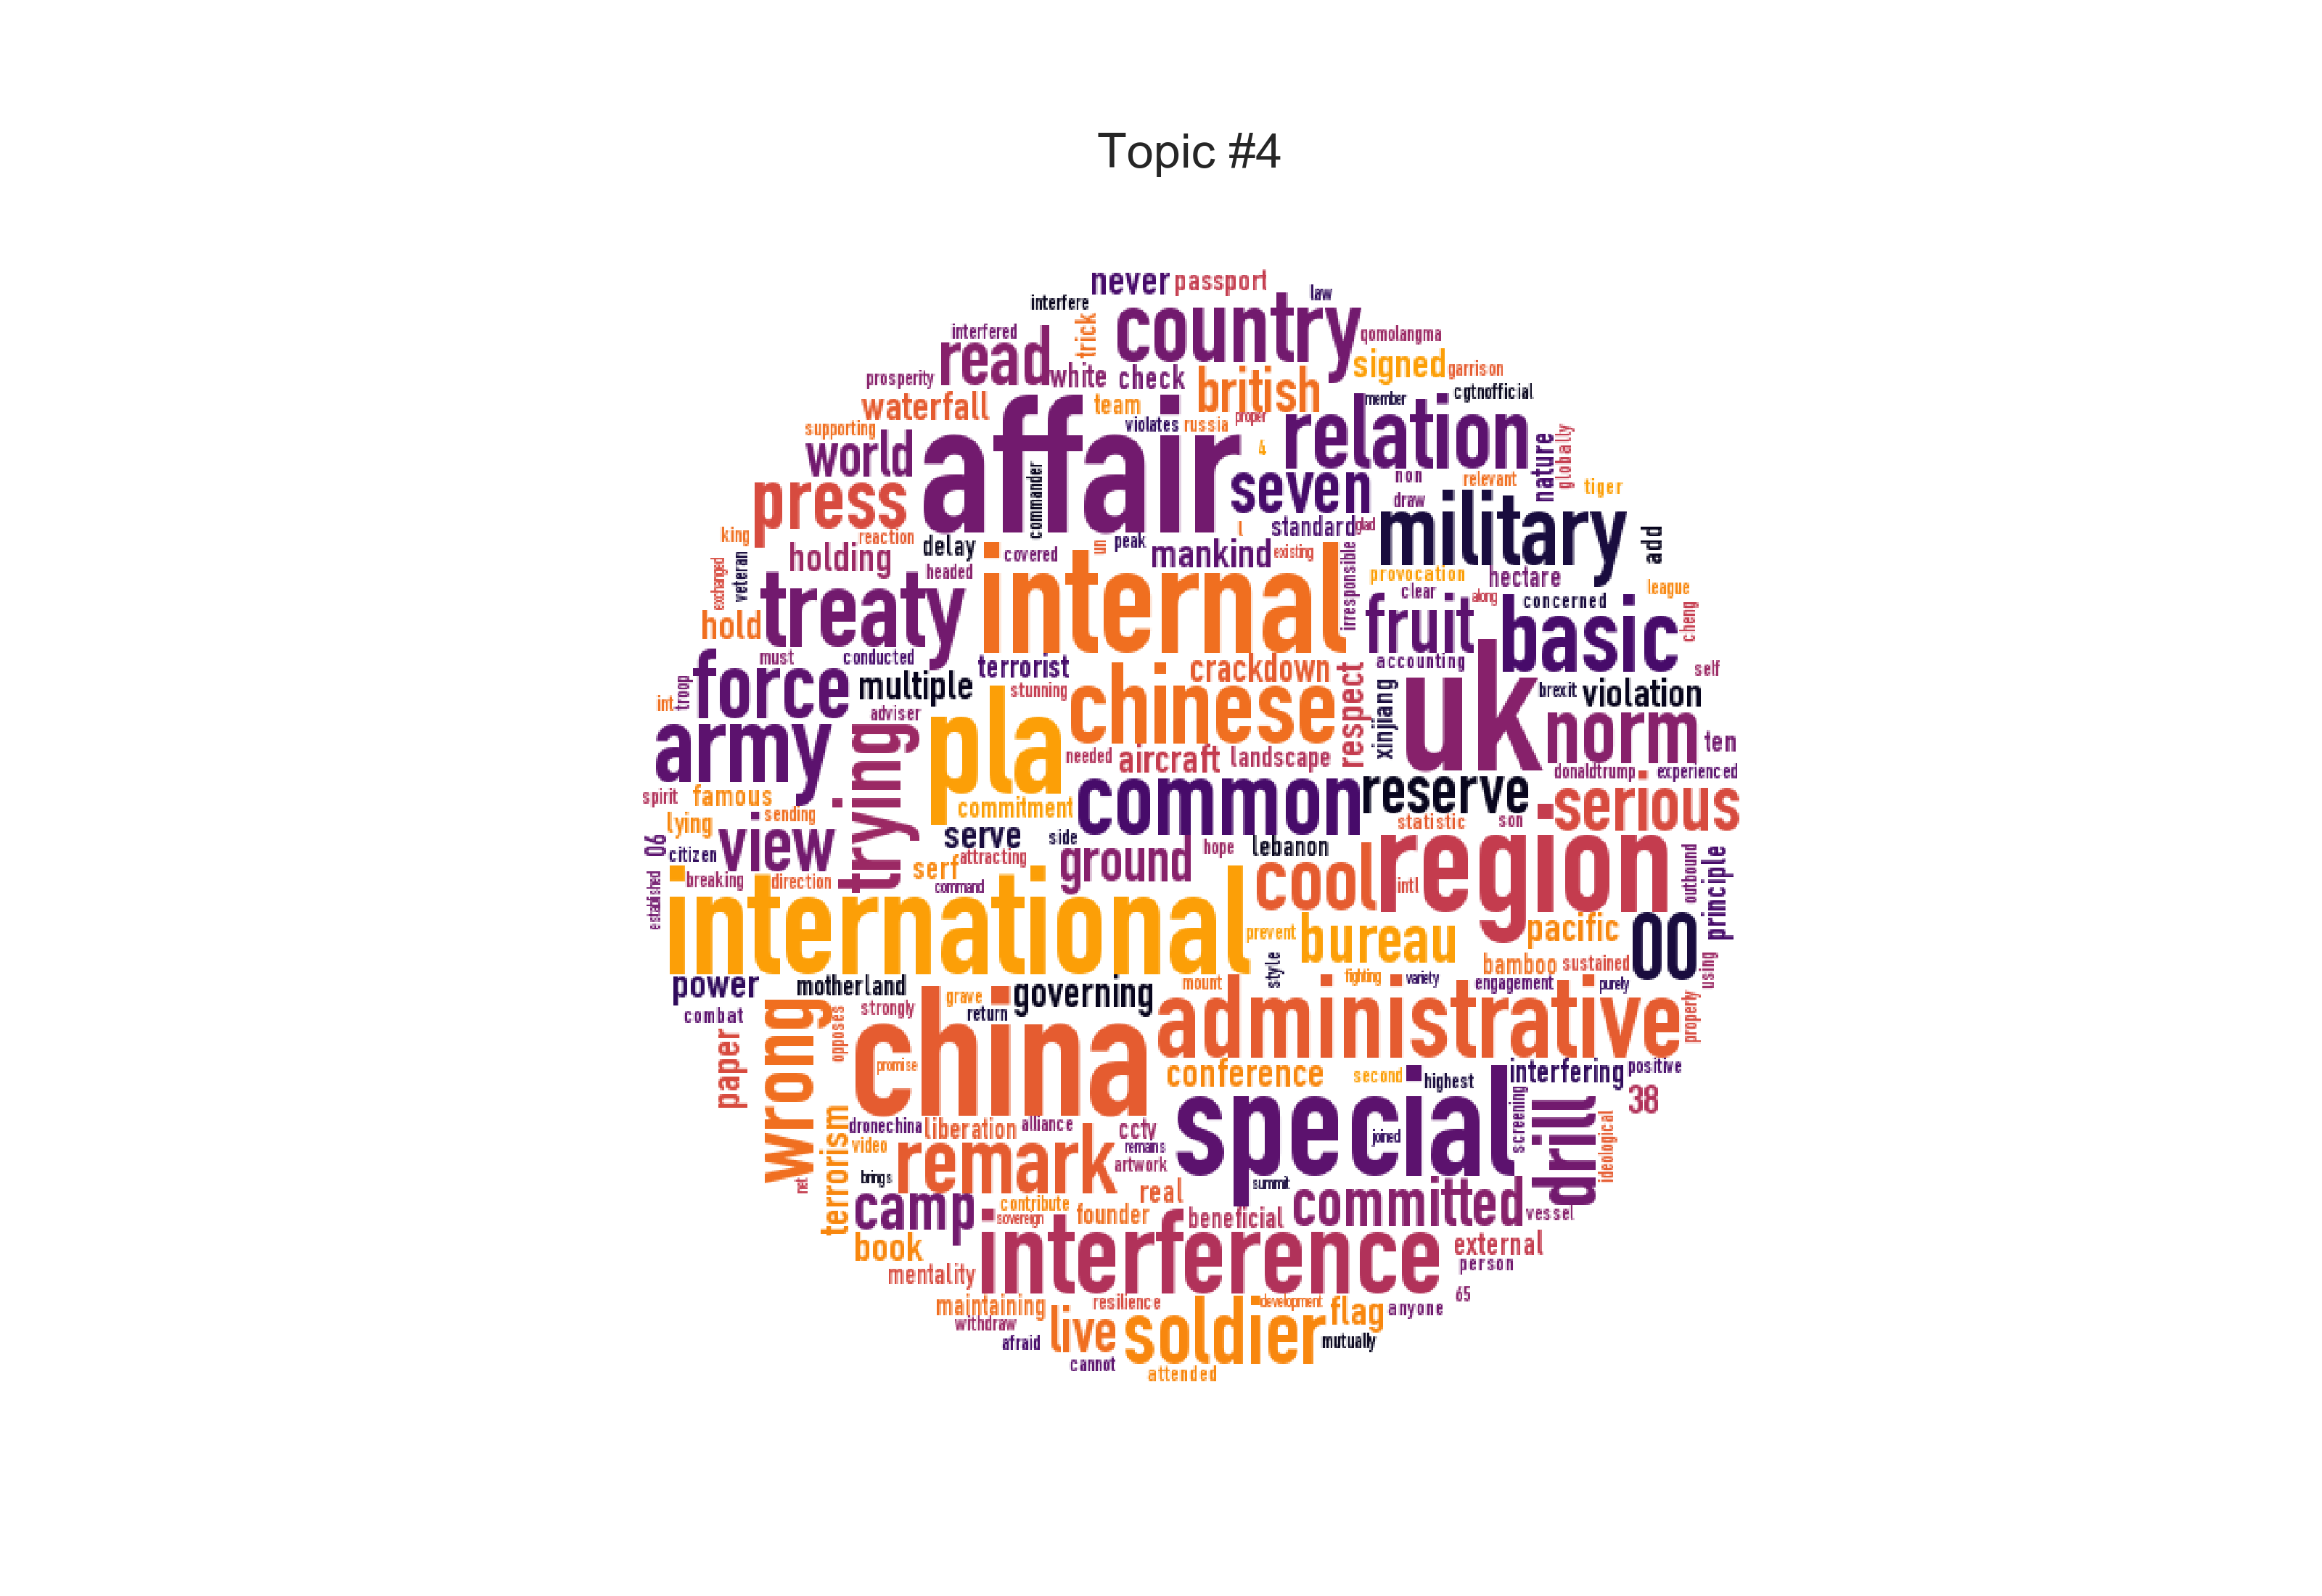 Topic #4
never passport
interfere law
interfered trick country qomolangma
read signed garrison
prosperity white check british cgtnofficial
waterfall team member
supporting violates russia proper relation
world affair 4 nature globally
press commander seven non relevant tiger
draw military
king reaction l standard glad add
delay covered un peak mankind existing
holding internal irresponsible provocation hectare league
exchanged veteran headed clear along
treaty fruit concerned basic cheng
hold
must conducted terrorist crackdown accounting self
force multiple stunning chinese respect xinjiang uk brexit violation
int troop adviser
army trying pla needed aircraft landscape norm ten
donaldtrump experienced
spirit famous commitment common reserve serious
lying sending statistic son
view serve side hope lebanon region
06 citizen serf attracting ground cool outbound principle
breaking direction command intl
established international prevent bureau pacific 00
bamboo sustained using
power motherland grave governing style mount fighting variety engagement purely
strongly return administrative properly
combat wrong opposes china
paper promise conference second highest interfering positive
special 38
terrorism dronechina liberation alliance cctv joined screening drill ideological
video remark remains
artwork
net brings summit
camp contribute real committed vessel
sovereign founder beneficial
book interference external
mentality person
maintaining resilience development flag anyone 65
withdraw live soldier
afraid mutually
cannot
attended